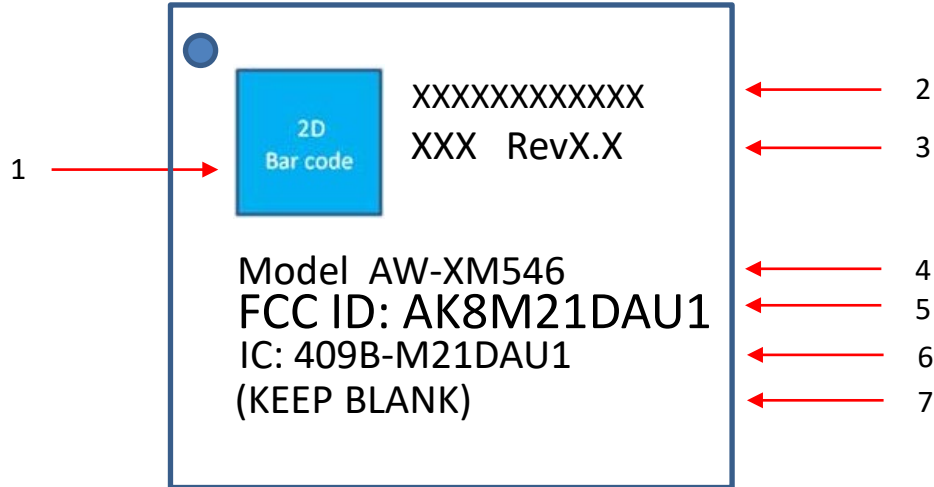 2D
Bar code
XXXXXXXXXXXX
XXX RevX.X
Model AW-XM546
FCC ID: AK8M21DAU1
IC: 409B-M21DAU1
(KEEP BLANK)
1
2
3
4
5
6
7